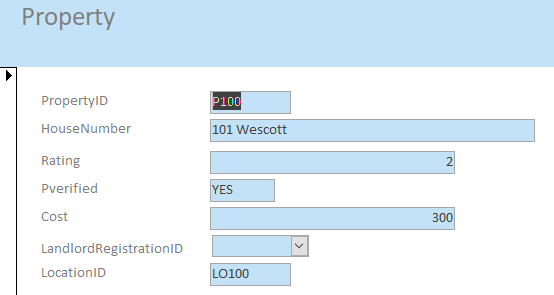 Property
PropertyID P100
HouseNumber 101 Wescott
Rating 2
Pverified YES
Cost 300
LandlordRegistrationID
LocationID LO100